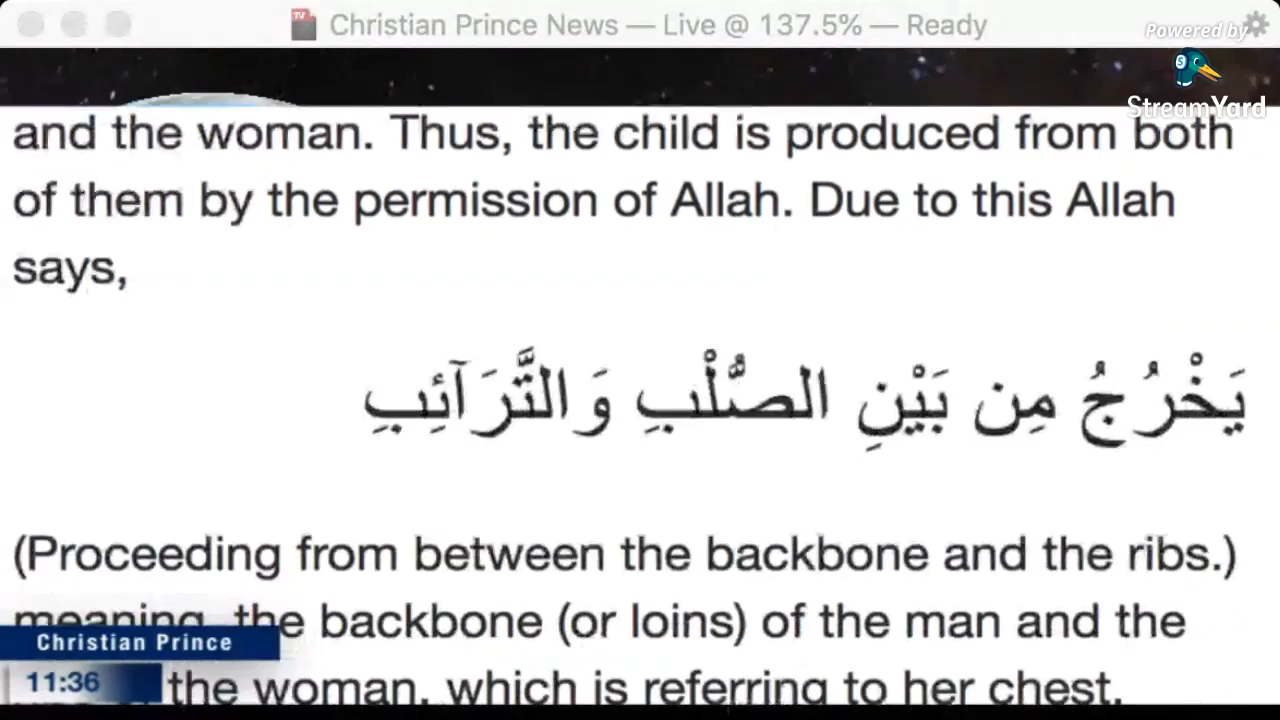 Christian Prince News — Live @ 137.5% — Ready
Powered by
StreamYard
and the woman. Thus, the child is produced from both
of them by the permission of Allah. Due to this Allah
says,
يَخْرُجُ مِن بَيْنِ الصُّلْبِ وَالتَّرَآئِبِ
(Proceeding from between the backbone and the ribs.)
meaning, the backbone (or loins) of the man and the
Christian Prince
11:36
the woman, which is referring to her chest.